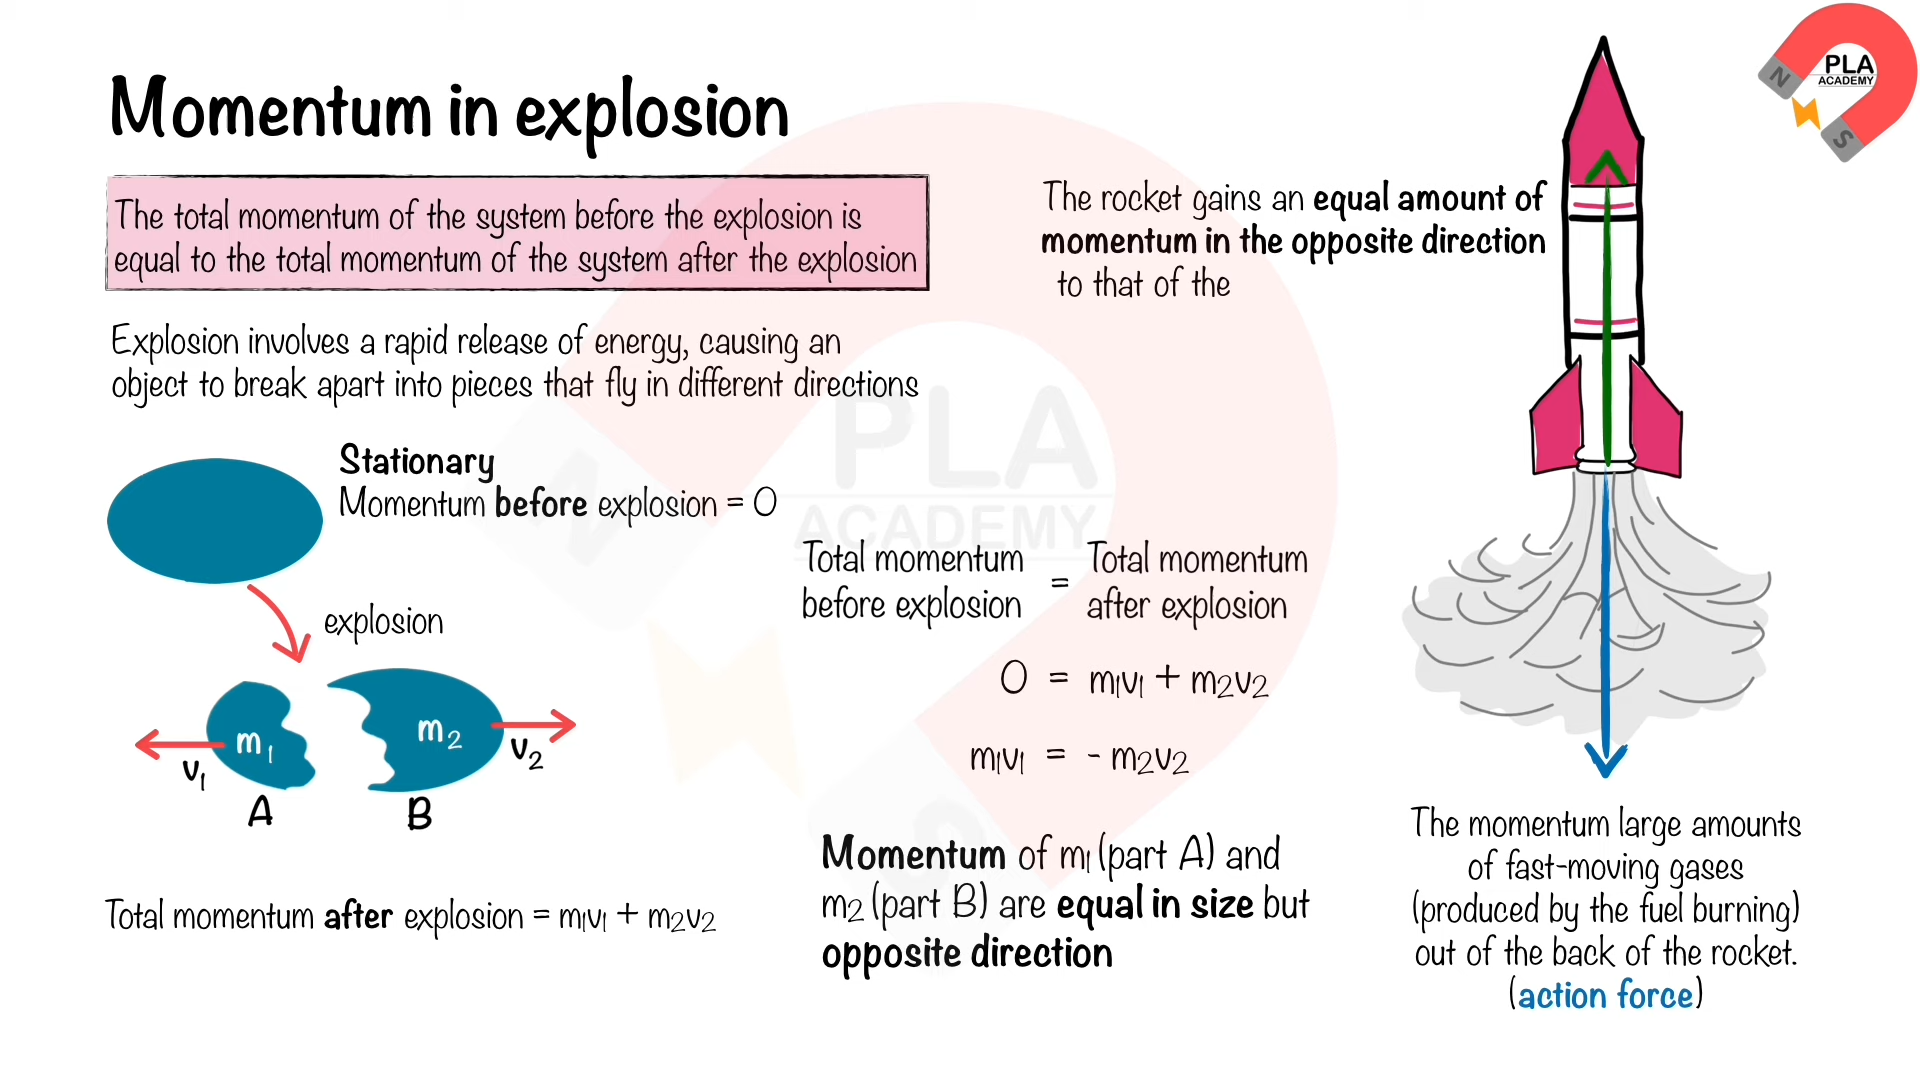 Momentum in explosion
The total momentum of the system before the explosion is
equal to the total momentum of the system after the explosion
Explosion involves a rapid release of energy, causing an
object to break apart into pieces that fly in different directions
Stationary
Momentum before explosion = 0
explosion
m₁
v₁
A
m₂
v₂
B
Total momentum after explosion = m₁v₁ + m₂v₂
Total momentum before explosion = Total momentum after explosion
0 = m₁v₁ + m₂v₂
m₁v₁ = - m₂v₂
Momentum of m₁ (part A) and
m₂ (part B) are equal in size but
opposite direction
The rocket gains an equal amount of
momentum in the opposite direction
to that of the
The momentum large amounts
of fast-moving gases
(produced by the fuel burning)
out of the back of the rocket.
(action force)
PLA
ACADEMY
N
S
PLA
ACADEMY
N
S